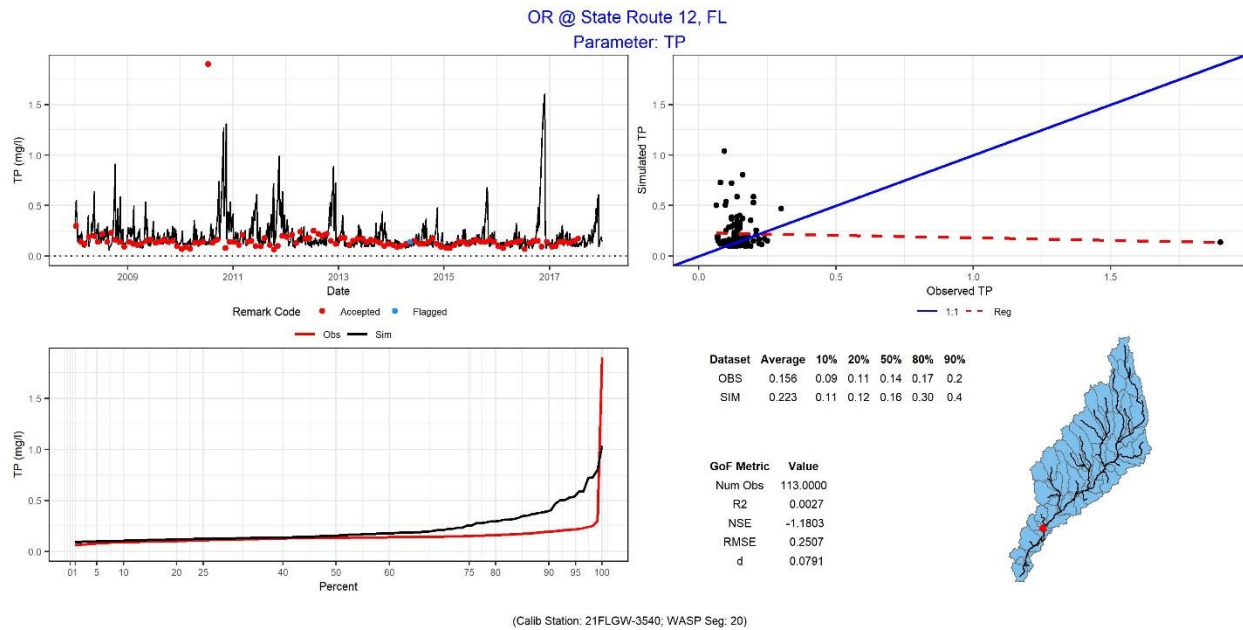 OR @ State Route 12, FL
Parameter: TP
TP (mg/l)
1.5
1.0
0.5
0.0
2009 2011 2013 2015 2017
Date
Remark Code Accepted Flagged
Simulated TP
1.5
1.0
0.5
0.0
0.0 0.5 1.0 1.5
Observed TP
1:1 Reg
Obs Sim
TP (mg/l)
1.5
1.0
0.5
0.0
01 5 10 20 25 40 50 60 75 80 90 95 100
Percent
Dataset Average 10% 20% 50% 80% 90%
OBS 0.156 0.09 0.11 0.14 0.17 0.2
SIM 0.223 0.11 0.12 0.16 0.30 0.4
GoF Metric Value
Num Obs 113.0000
R2 0.0027
NSE -1.1803
RMSE 0.2507
d 0.0791
(Calib Station: 21FLGW-3540; WASP Seg: 20)